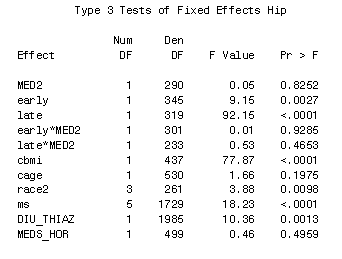 Type 3 Tests of Fixed Effects Hip
Num Den
Effect DF DF F Value Pr > F
MED2 1 290 0.05 0.8252
early 1 345 9.15 0.0027
late 1 319 92.15 <.0001
early*MED2 1 301 0.01 0.9285
late*MED2 1 233 0.53 0.4653
cbmi 1 437 77.87 <.0001
cage 1 530 1.66 0.1975
race2 3 261 3.88 0.0098
ms 5 1729 18.23 <.0001
DIU_THIAZ 1 1985 10.36 0.0013
MEDS_HOR 1 499 0.46 0.4959